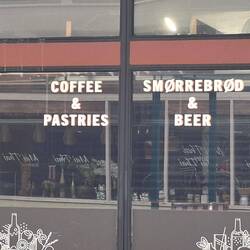 COFFEE
&
PASTRIES
SMØRREBRØD
&
BEER